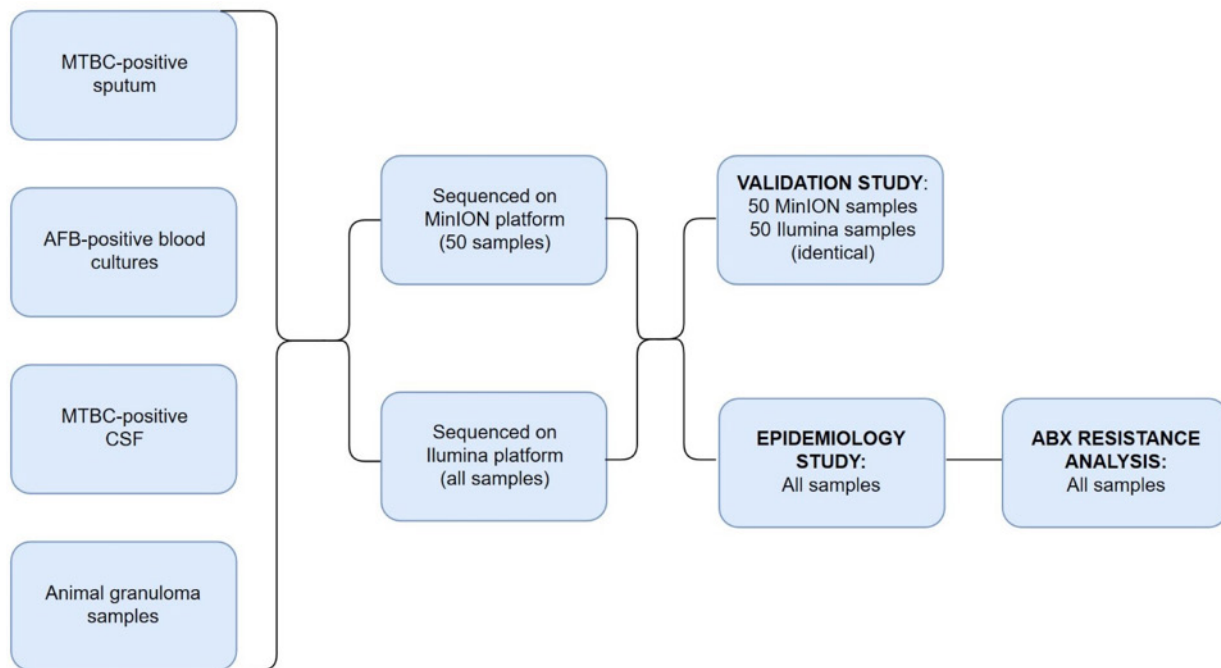 MTBC-positive
sputum
AFB-positive blood
cultures
MTBC-positive
CSF
Animal granuloma
samples
Sequenced on
MinION platform
(50 samples)
Sequenced on
Ilumina platform
(all samples)
VALIDATION STUDY:
50 MinION samples
50 Ilumina samples
(identical)
EPIDEMIOLOGY
STUDY:
All samples
ABX RESISTANCE
ANALYSIS:
All samples